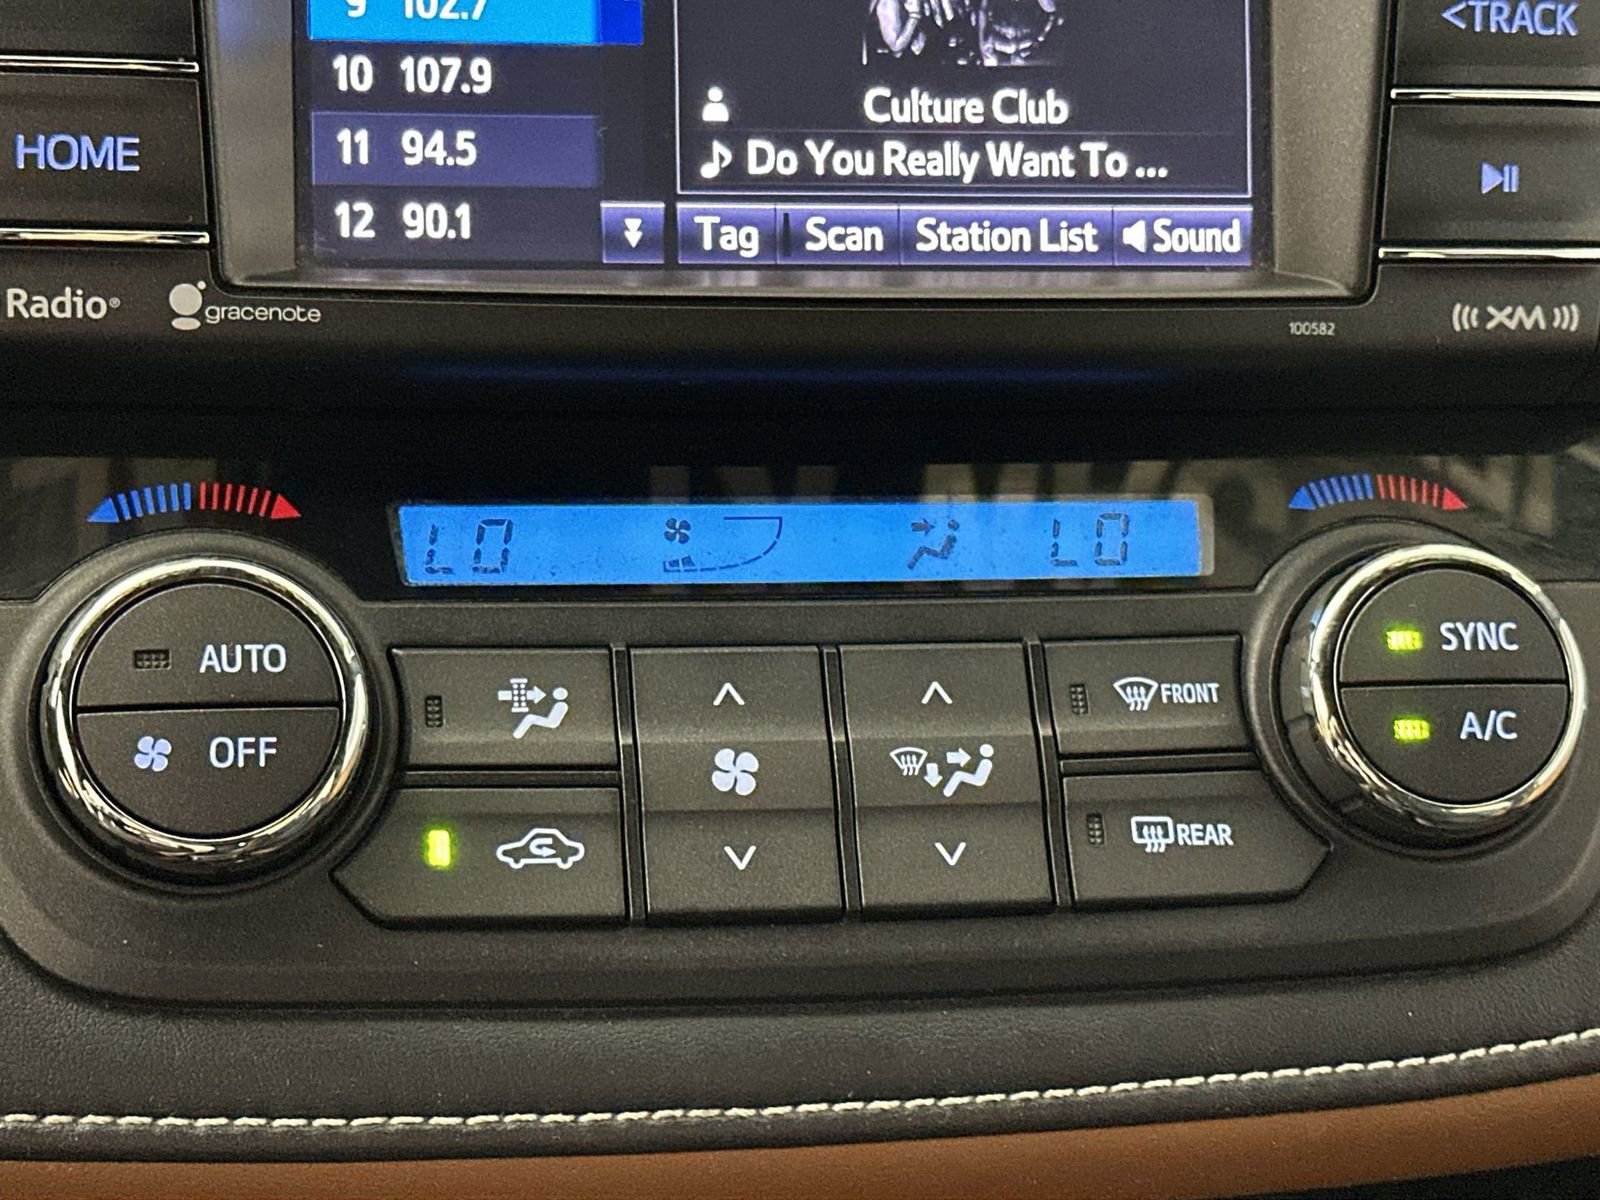 9 102.7
10 107.9
11 94.5
12 90.1
Culture Club
Do You Really Want To ...
Tag Scan Station List Sound
<TRACK
HOME
Radio®
gracenote
100582
((( XM )))
LO LO
AUTO
OFF
FRONT
REAR
SYNC
A/C